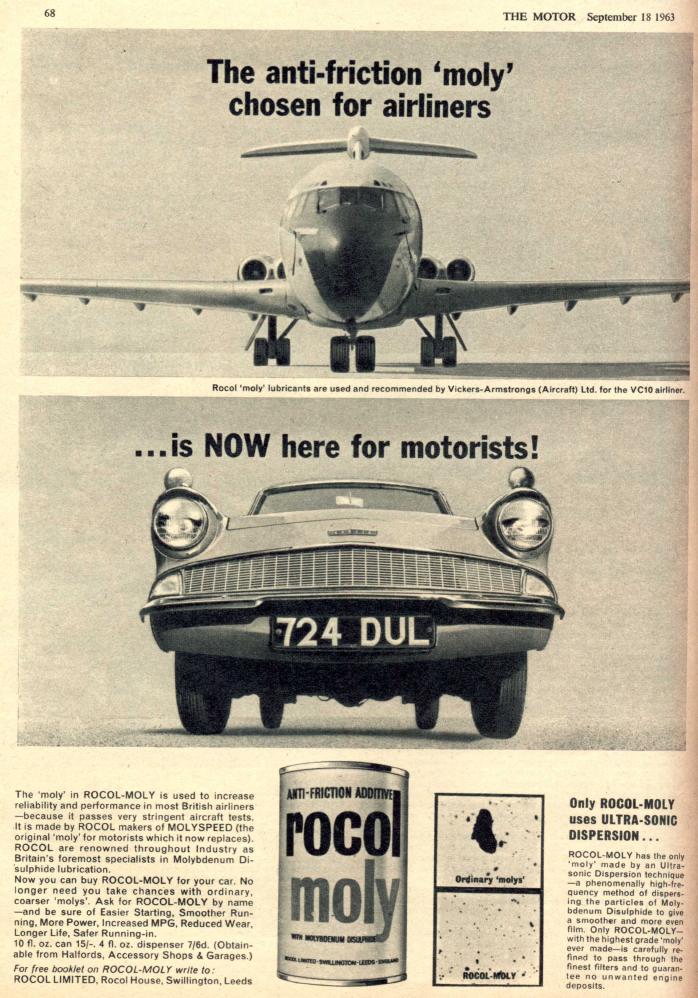 68
THE MOTOR September 18 1963
The anti-friction 'moly'
chosen for airliners
Rocol 'moly' lubricants are used and recommended by Vickers-Armstrongs (Aircraft) Ltd. for the VC10 airliner.
...is NOW here for motorists!
724 DUL
The 'moly' in ROCOL-MOLY is used to increase
reliability and performance in most British airliners
—because it passes very stringent aircraft tests.
It is made by ROCOL makers of MOLYSPEED (the
original 'moly' for motorists which it now replaces).
ROCOL are renowned throughout Industry as
Britain's foremost specialists in Molybdenum Di-
sulphide lubrication.
Now you can buy ROCOL-MOLY for your car. No
longer need you take chances with ordinary,
coarser 'molys'. Ask for ROCOL-MOLY by name
—and be sure of Easier Starting, Smoother Run-
ning, More Power, Increased MPG, Reduced Wear,
Longer Life, Safer Running-in.
10 fl. oz. can 15/-. 4 fl. oz. dispenser 7/6d. (Obtain-
able from Halfords, Accessory Shops & Garages.)
For free booklet on ROCOL-MOLY write to:
ROCOL LIMITED, Rocol House, Swillington, Leeds
ANTI-FRICTION ADDITIVE
rocol
moly
WITH MOLYBDENUM DISULPHIDE
ROCOL LIMITED·SWILLINGTON·LEEDS·ENGLAND
Ordinary 'molys'
ROCOL-MOLY
Only ROCOL-MOLY
uses ULTRA-SONIC
DISPERSION...
ROCOL-MOLY has the only
'moly' made by an Ultra-
sonic Dispersion technique
—a phenomenally high-fre-
quency method of dispers-
ing the particles of Moly-
bdenum Disulphide to give
a smoother and more even
film. Only ROCOL-MOLY—
with the highest grade 'moly'
ever made—is carefully re-
fined to pass through the
finest filters and to guaran-
tee no unwanted engine
deposits.